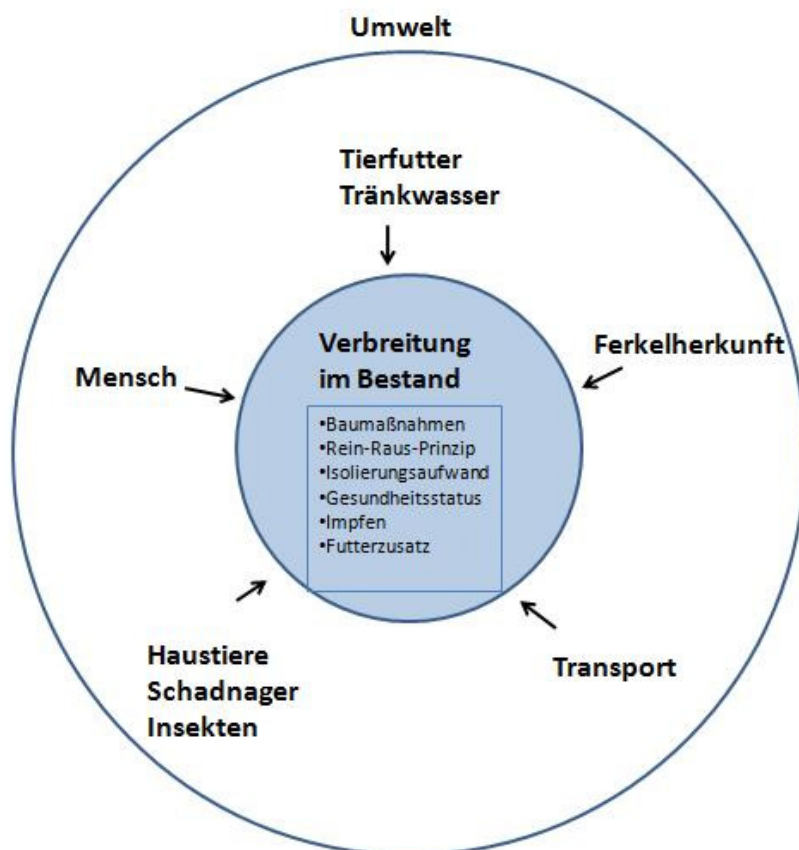 Umwelt
Tierfutter
Tränkwasser
Verbreitung
im Bestand
Ferkelherkunft
Mensch
•Baumaßnahmen
•Rein-Raus-Prinzip
•Isolierungsaufwand
•Gesundheitsstatus
•Impfen
•Futterzusatz
Haustiere
Schadnager
Insekten
Transport